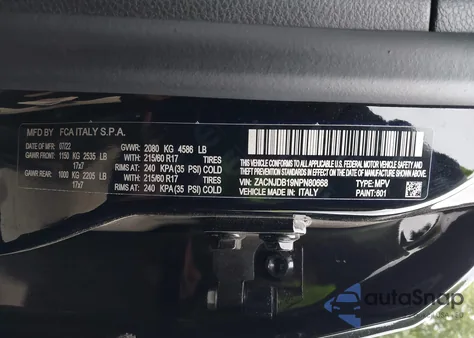 MFD BY FCA ITALY S.P.A.
DATE OF MFR: 07/22 GVWR: 2080 KG 4586 LB
GAWR FRONT: 1150 KG 2535 LB WITH: 215/60 R17 TIRES
17x7 RIMS AT: 240 KPA(35 PSI) COLD
GAWR REAR: 1000 KG 2205 LB WITH: 215/60 R17 TIRES
17x7 RIMS AT: 240 KPA(35 PSI) COLD
THIS VEHICLE CONFORMS TO ALL APPLICABLE
U.S.A. FEDERAL MOTOR VEHICLE SAFETY AND
THEFT PREVENTION STANDARDS IN EFFECT ON
THE DATE OF MANUFACTURE SHOWN ABOVE.
VIN: ZACNJDB19NPN80668 TYPE: MPV
VEHICLE MADE IN: ITALY PAINT: 601
autoSnap